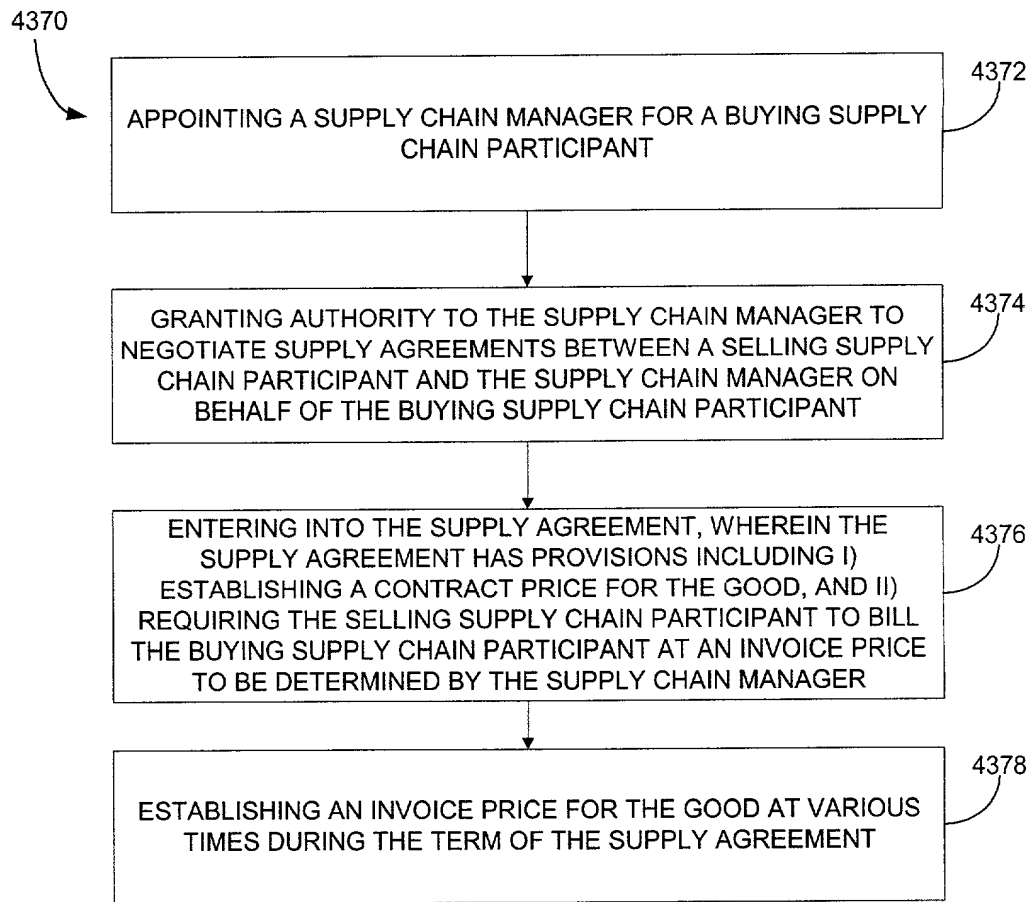 4370
4372
APPOINTING A SUPPLY CHAIN MANAGER FOR A BUYING SUPPLY
CHAIN PARTICIPANT
4374
GRANTING AUTHORITY TO THE SUPPLY CHAIN MANAGER TO
NEGOTIATE SUPPLY AGREEMENTS BETWEEN A SELLING SUPPLY
CHAIN PARTICIPANT AND THE SUPPLY CHAIN MANAGER ON
BEHALF OF THE BUYING SUPPLY CHAIN PARTICIPANT
4376
ENTERING INTO THE SUPPLY AGREEMENT, WHEREIN THE
SUPPLY AGREEMENT HAS PROVISIONS INCLUDING I)
ESTABLISHING A CONTRACT PRICE FOR THE GOOD, AND II)
REQUIRING THE SELLING SUPPLY CHAIN PARTICIPANT TO BILL
THE BUYING SUPPLY CHAIN PARTICIPANT AT AN INVOICE PRICE
TO BE DETERMINED BY THE SUPPLY CHAIN MANAGER
4378
ESTABLISHING AN INVOICE PRICE FOR THE GOOD AT VARIOUS
TIMES DURING THE TERM OF THE SUPPLY AGREEMENT